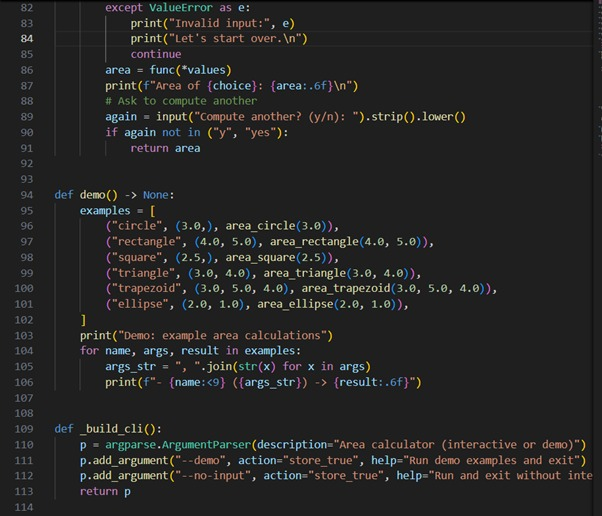 82 except ValueError as e:
83 print("Invalid input:", e)
84 print("Let's start over.\n")
85 continue
86 area = func(*values)
87 print(f"Area of {choice}: {area:.6f}\n")
88 # Ask to compute another
89 again = input("Compute another? (y/n): ").strip().lower()
90 if again not in ("y", "yes"):
91 return area
92
93
94 def demo() -> None:
95 examples = [
96 ("circle", (3.0,), area_circle(3.0)),
97 ("rectangle", (4.0, 5.0), area_rectangle(4.0, 5.0)),
98 ("square", (2.5,), area_square(2.5)),
99 ("triangle", (3.0, 4.0), area_triangle(3.0, 4.0)),
100 ("trapezoid", (3.0, 5.0, 4.0), area_trapezoid(3.0, 5.0, 4.0)),
101 ("ellipse", (2.0, 1.0), area_ellipse(2.0, 1.0)),
102 ]
103 print("Demo: example area calculations")
104 for name, args, result in examples:
105 args_str = ", ".join(str(x) for x in args)
106 print(f"- {name:<9} ({args_str}) -> {result:.6f}")
107
108
109 def _build_cli():
110 p = argparse.ArgumentParser(description="Area calculator (interactive or demo)")
111 p.add_argument("--demo", action="store_true", help="Run demo examples and exit")
112 p.add_argument("--no-input", action="store_true", help="Run and exit without inte
113 return p
114